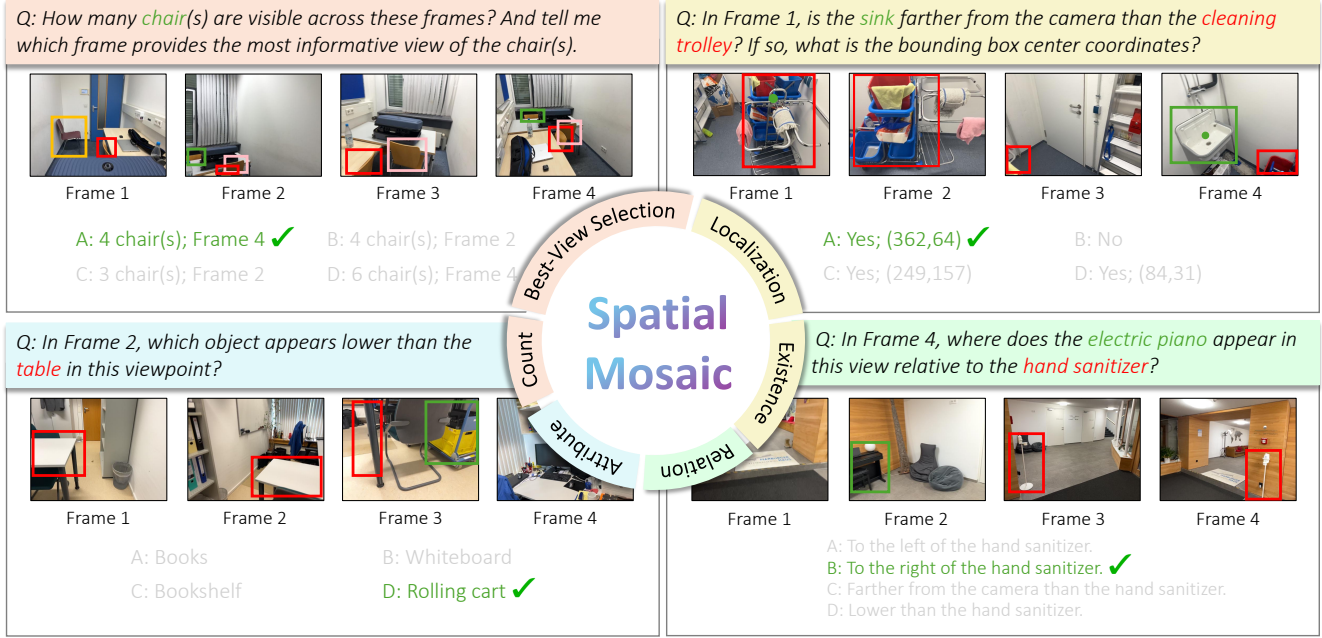 Q: How many chair(s) are visible across these frames? And tell me
which frame provides the most informative view of the chair(s).
Frame 1
Frame 2
Frame 3
Frame 4
A: 4 chair(s); Frame 4
B: 4 chair(s); Frame 2
C: 3 chair(s); Frame 2
D: 6 chair(s); Frame 4
Q: In Frame 1, is the sink farther from the camera than the cleaning
trolley? If so, what is the bounding box center coordinates?
Frame 1
Frame 2
Frame 3
Frame 4
A: Yes; (362,64)
B: No
C: Yes; (249,157)
D: Yes; (84,31)
Best-View Selection
Localization
Count
Spatial
Mosaic
Existence
Attribute
Relation
Q: In Frame 2, which object appears lower than the
table in this viewpoint?
Frame 1
Frame 2
Frame 3
Frame 4
A: Books
B: Whiteboard
C: Bookshelf
D: Rolling cart
Q: In Frame 4, where does the electric piano appear in
this view relative to the hand sanitizer?
Frame 1
Frame 2
Frame 3
Frame 4
A: To the left of the hand sanitizer.
B: To the right of the hand sanitizer.
C: Farther from the camera than the hand sanitizer.
D: Lower than the hand sanitizer.